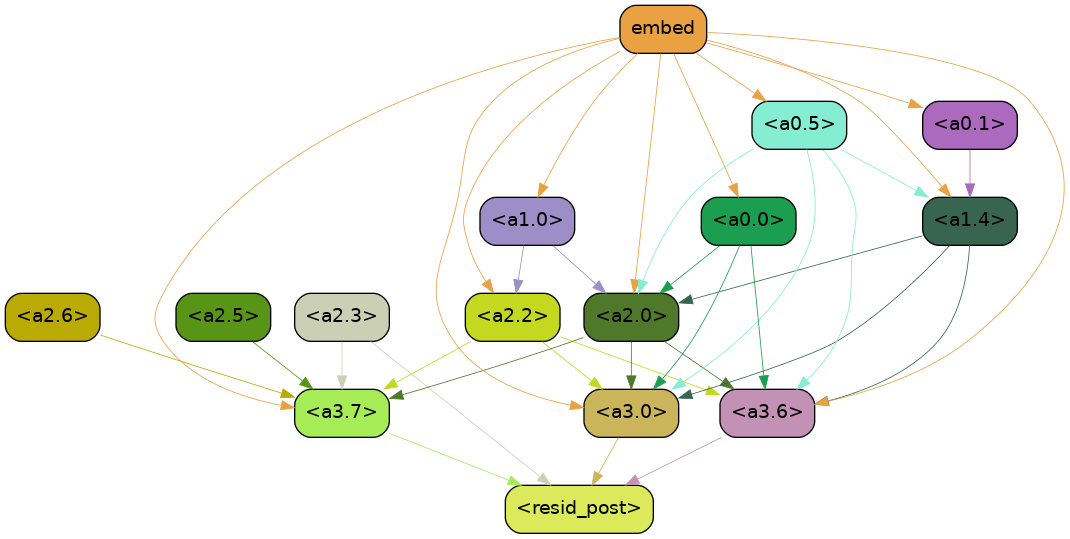 embed
<a0.5>
<a0.1>
<a1.0>
<a0.0>
<a1.4>
<a2.6>
<a2.5>
<a2.3>
<a2.2>
<a2.0>
<a3.7>
<a3.0>
<a3.6>
<resid_post>